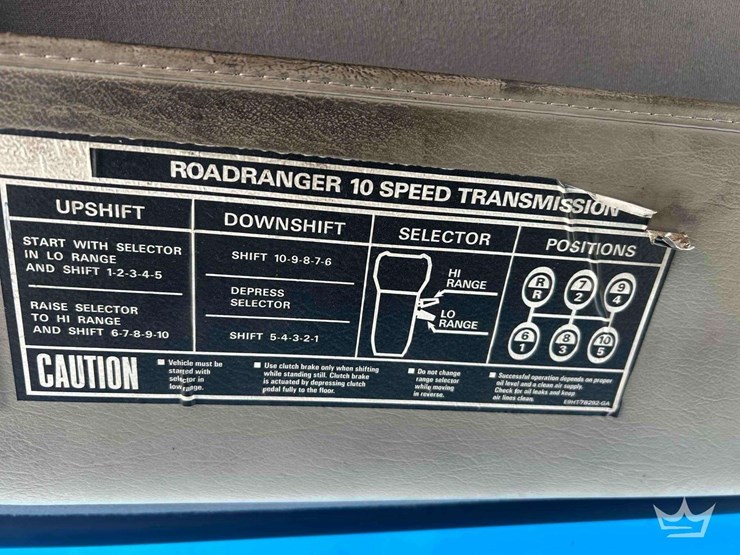 ROADRANGER 10 SPEED TRANSMISSION
UPSHIFT
START WITH SELECTOR
IN LO RANGE
AND SHIFT 1-2-3-4-5
RAISE SELECTOR
TO HI RANGE
AND SHIFT 6-7-8-9-10
DOWNSHIFT
SHIFT 10-9-8-7-6
DEPRESS
SELECTOR
SHIFT 5-4-3-2-1
SELECTOR
HI
RANGE
LO
RANGE
POSITIONS
R 7 9
R 2 4
6 8 10
1 3 5
CAUTION
■ Vehicle must be
started with
selector in
low range.
■ Use clutch brake only when shifting
while standing still. Clutch brake
is actuated by depressing clutch
pedal fully to the floor.
■ Do not change
range selector
while moving
in reverse.
■ Successful operation depends on proper
oil level and a clean air supply.
Check for oil leaks and keep
air lines clean.